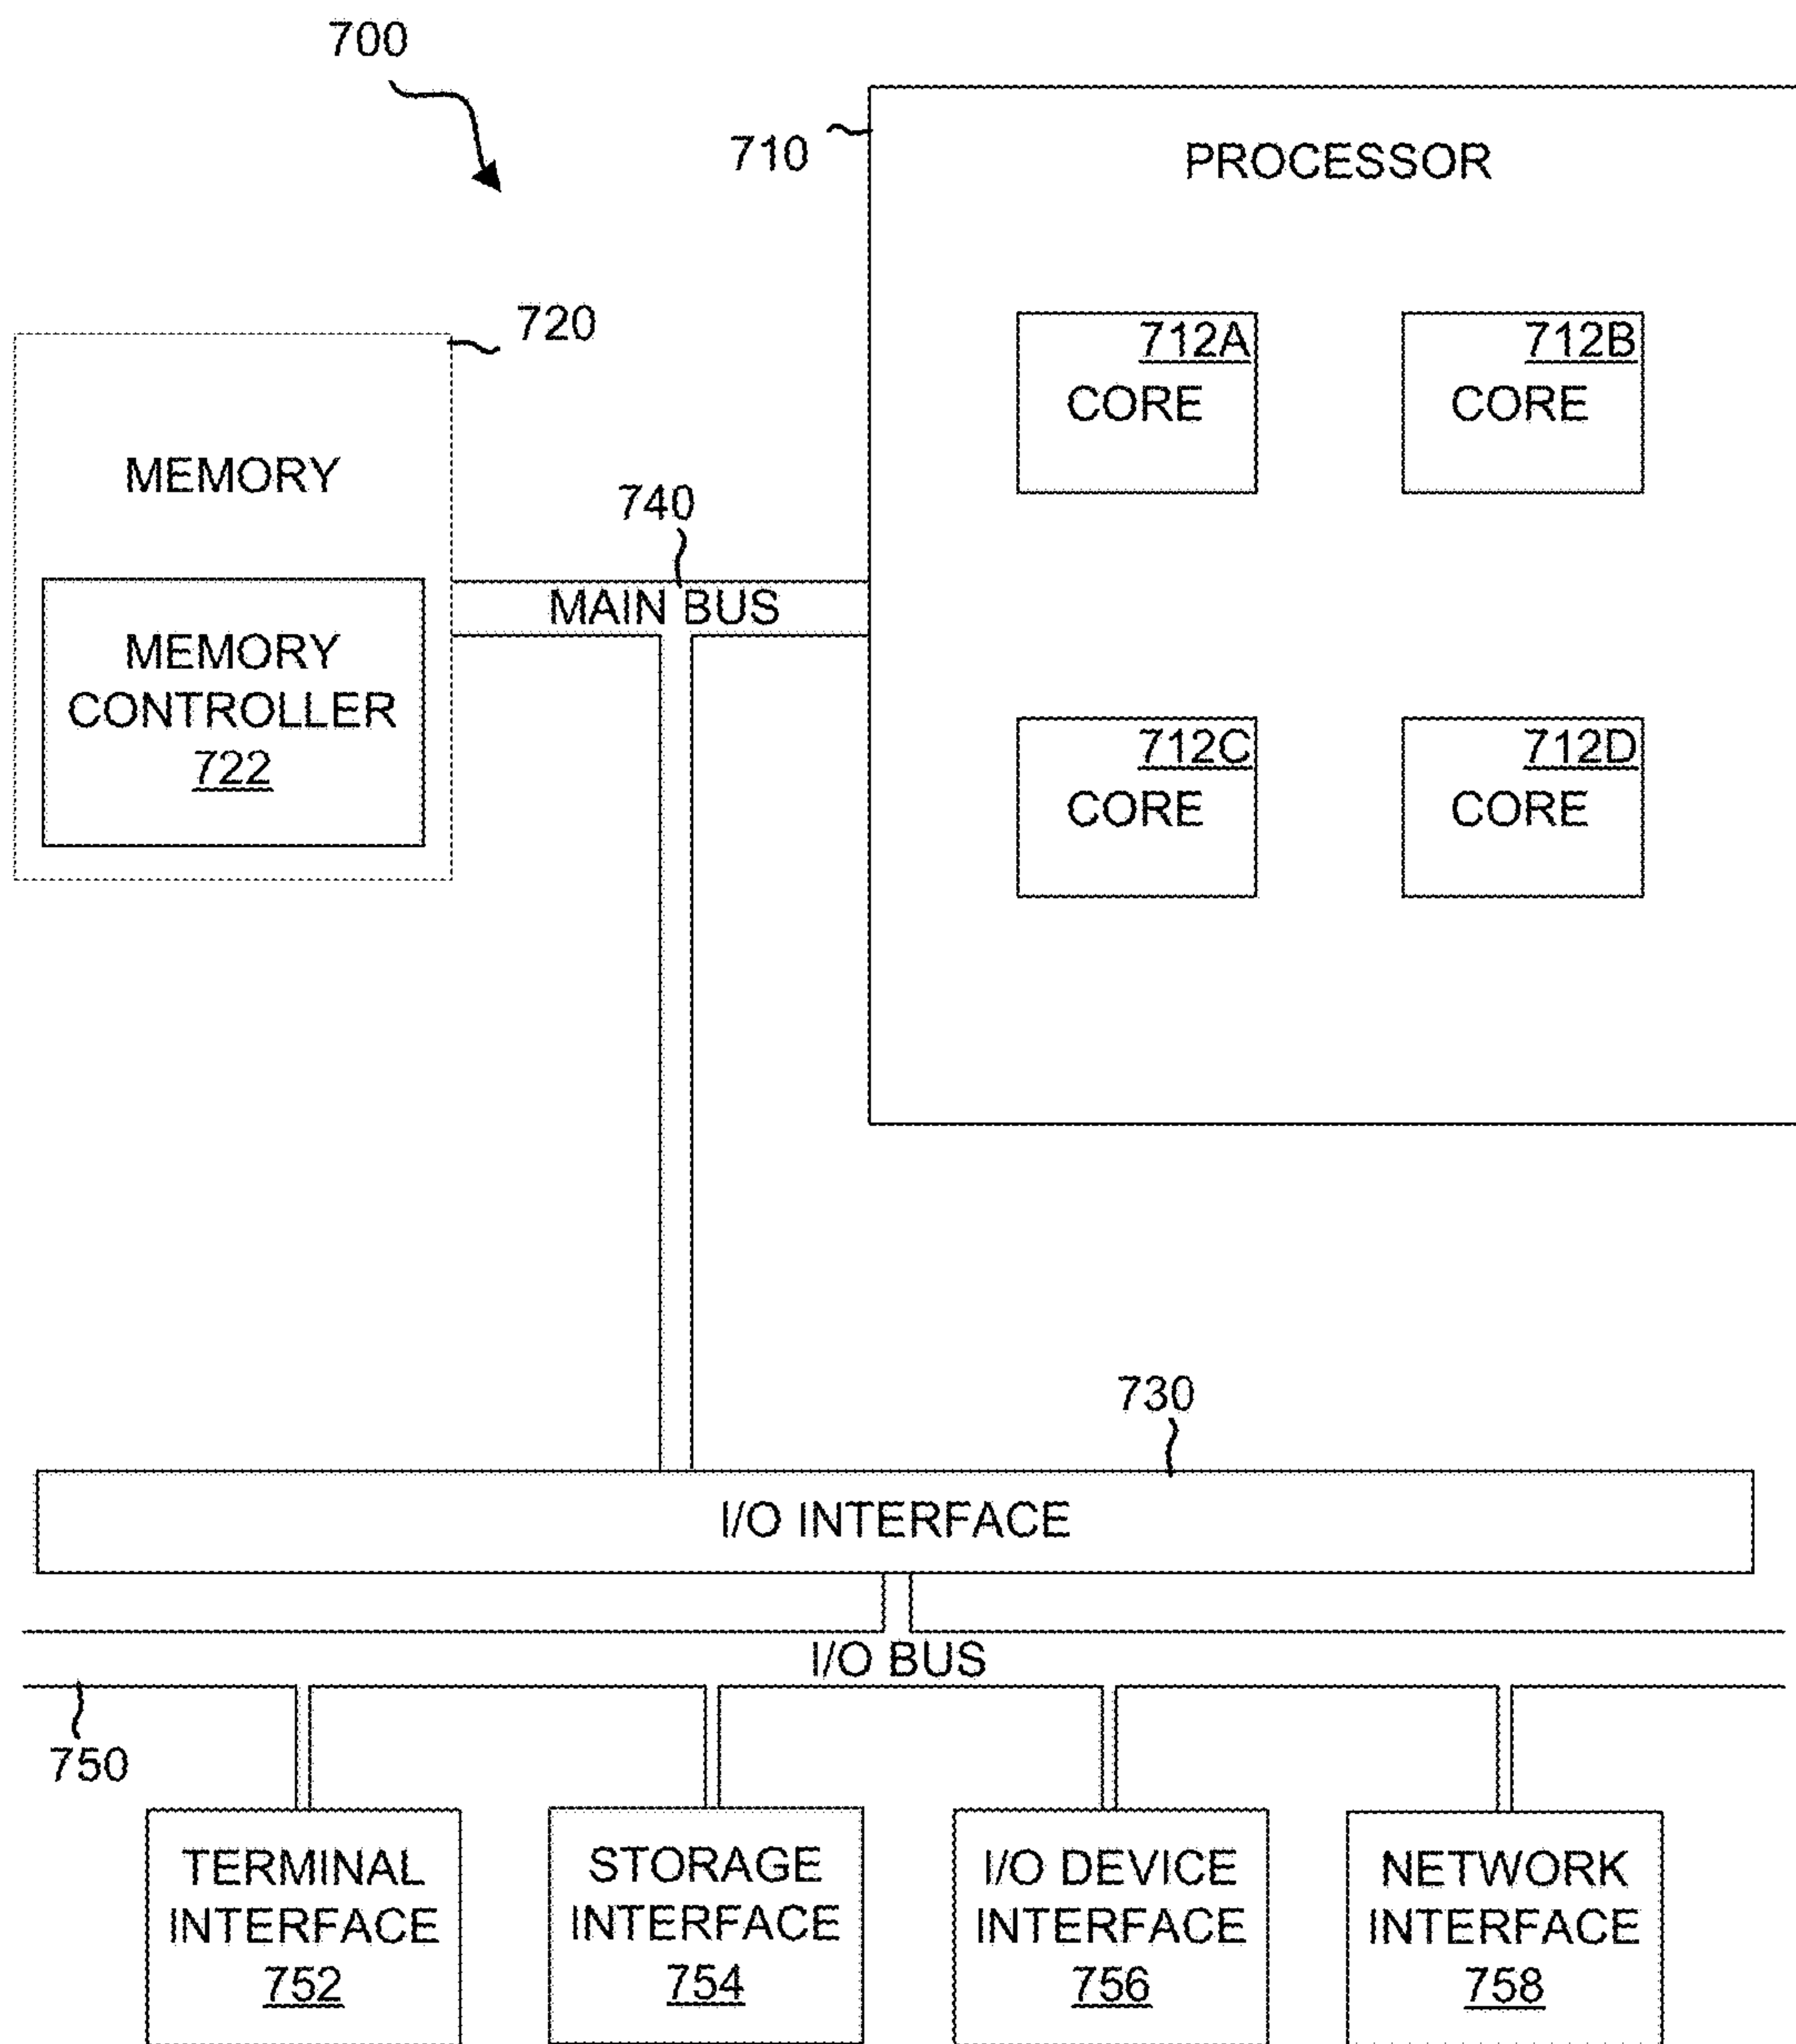 700
710
PROCESSOR
720
712A
CORE
712B
CORE
MEMORY
740
MAIN BUS
MEMORY
CONTROLLER
722
712C
CORE
712D
CORE
730
I/O INTERFACE
I/O BUS
750
TERMINAL
INTERFACE
752
STORAGE
INTERFACE
754
I/O DEVICE
INTERFACE
756
NETWORK
INTERFACE
758